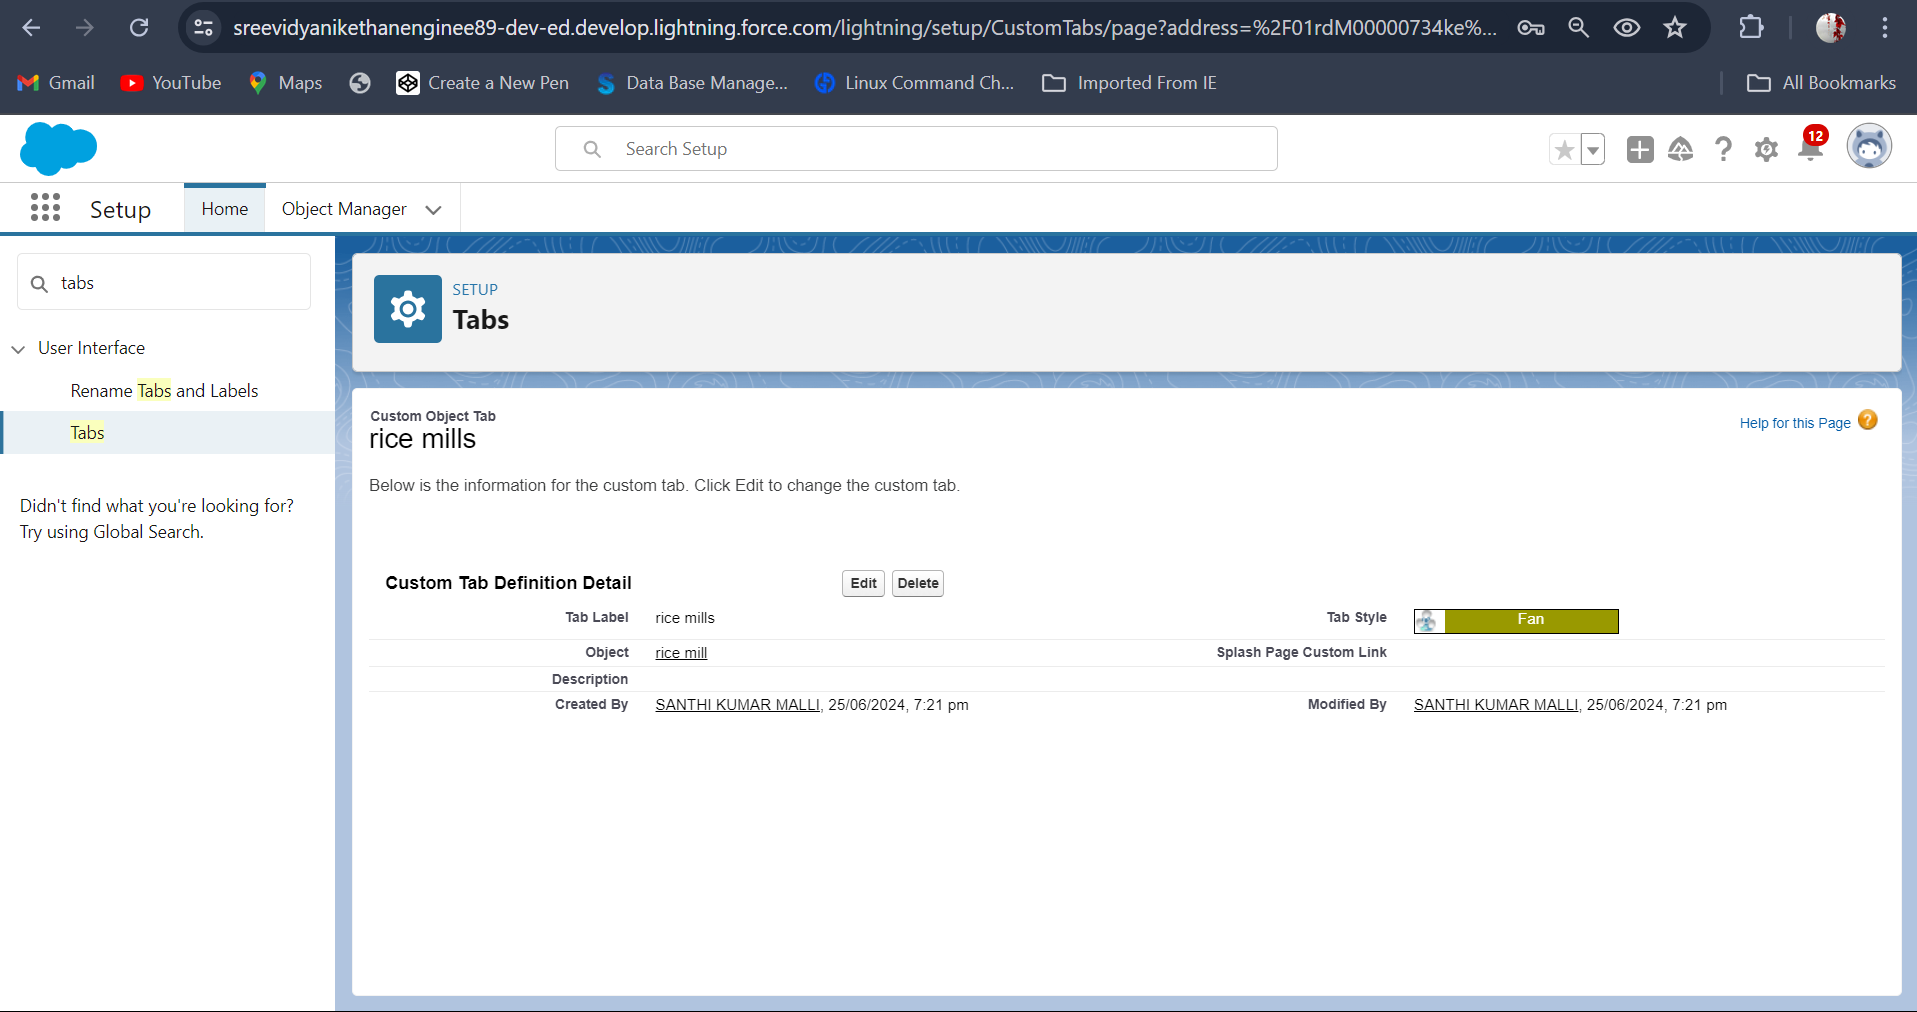 sreevidyanikethanenginee89-dev-ed.develop.lightning.force.com/lightning/setup/CustomTabs/page?address=%2F01rdM00000734ke%...
Gmail YouTube Maps Create a New Pen Data Base Manage... Linux Command Ch... Imported From IE All Bookmarks
Search Setup
12
Setup Home Object Manager
tabs
User Interface
Rename Tabs and Labels
Tabs
Didn't find what you're looking for?
Try using Global Search.
SETUP
Tabs
Custom Object Tab
rice mills
Help for this Page ?
Below is the information for the custom tab. Click Edit to change the custom tab.
Custom Tab Definition Detail Edit Delete
Tab Label rice mills Tab Style Fan
Object rice mill Splash Page Custom Link
Description
Created By SANTHI KUMAR MALLI, 25/06/2024, 7:21 pm Modified By SANTHI KUMAR MALLI, 25/06/2024, 7:21 pm